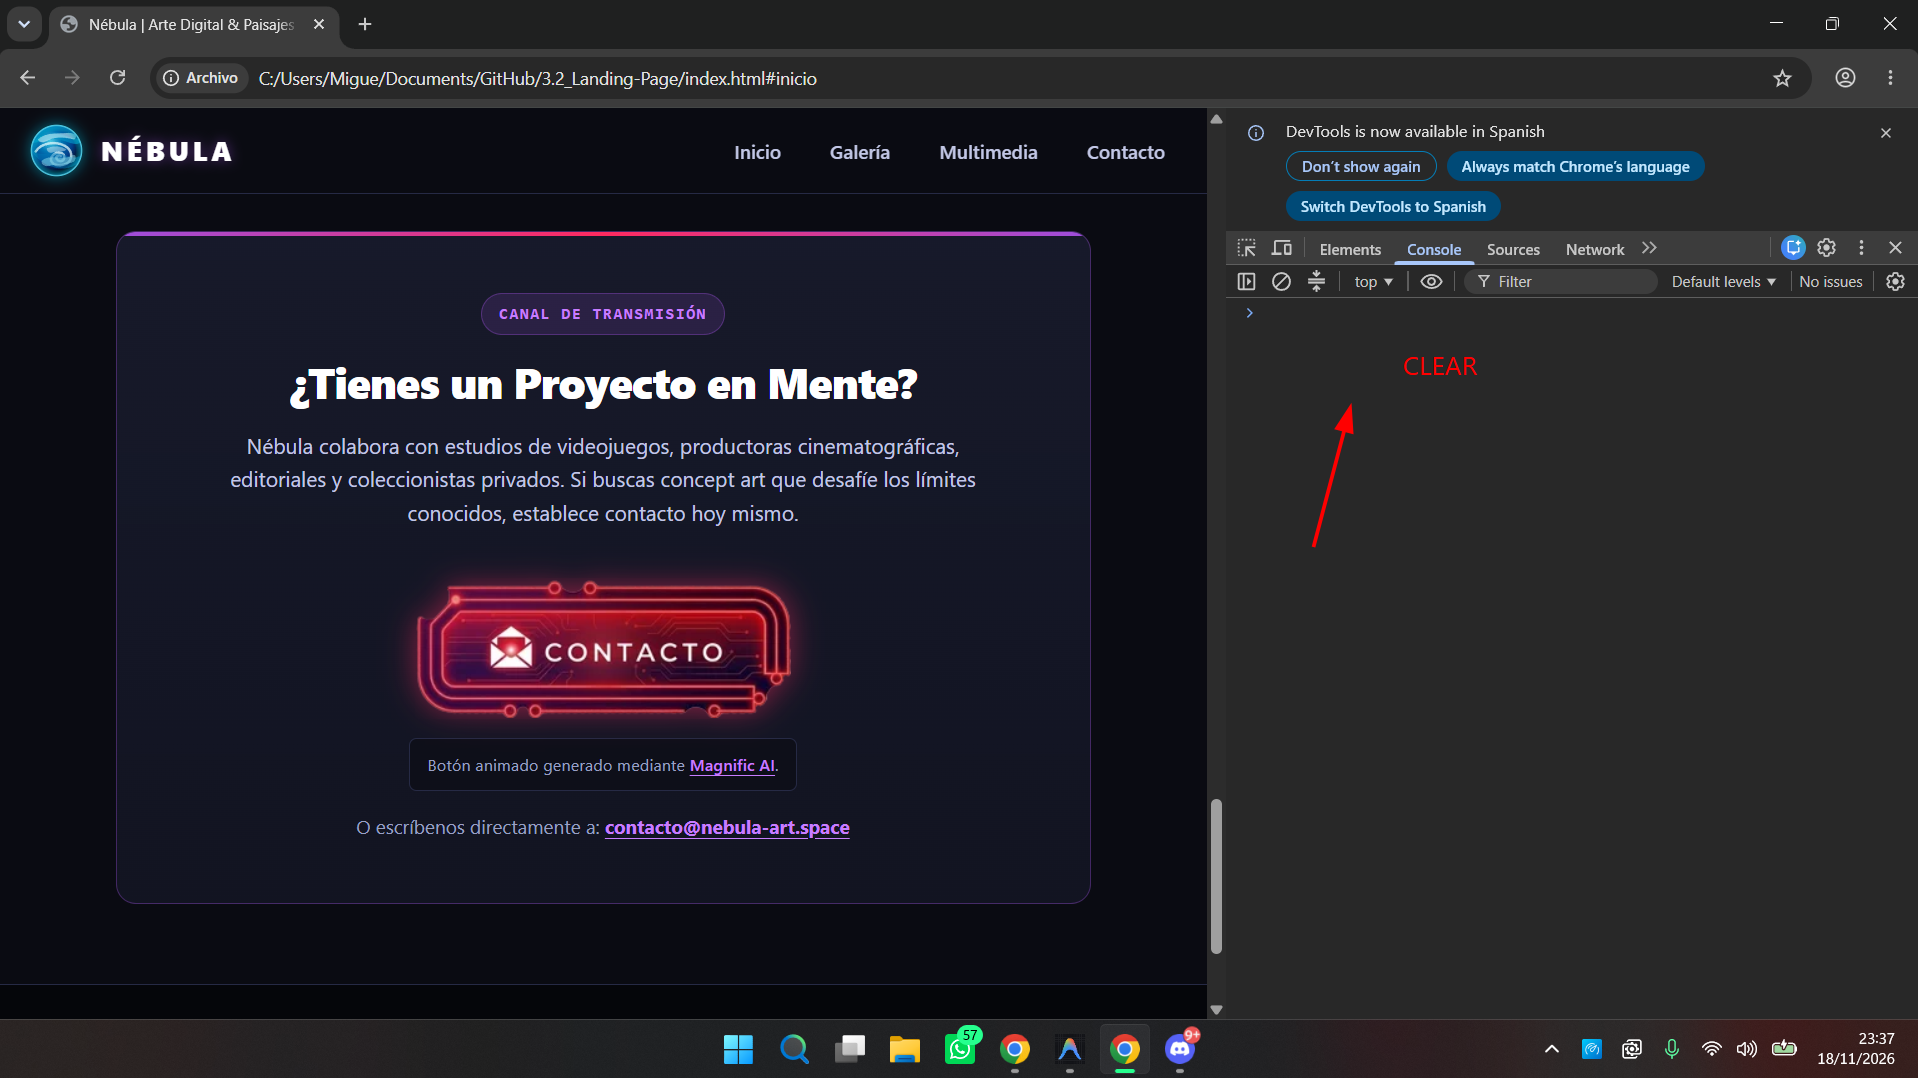 Nébula | Arte Digital & Paisajes
Archivo
C:/Users/Migue/Documents/GitHub/3.2_Landing-Page/index.html#inicio
NÉBULA
Inicio
Galería
Multimedia
Contacto
CANAL DE TRANSMISIÓN
¿Tienes un Proyecto en Mente?
Nébula colabora con estudios de videojuegos, productoras cinematográficas,
editoriales y coleccionistas privados. Si buscas concept art que desafíe los límites
conocidos, establece contacto hoy mismo.
CONTACTO
Botón animado generado mediante Magnific AI.
O escríbenos directamente a: contacto@nebula-art.space
DevTools is now available in Spanish
Don't show again
Always match Chrome's language
Switch DevTools to Spanish
Elements
Console
Sources
Network
top
Filter
Default levels
No issues
CLEAR
57
9+
23:37
18/11/2026